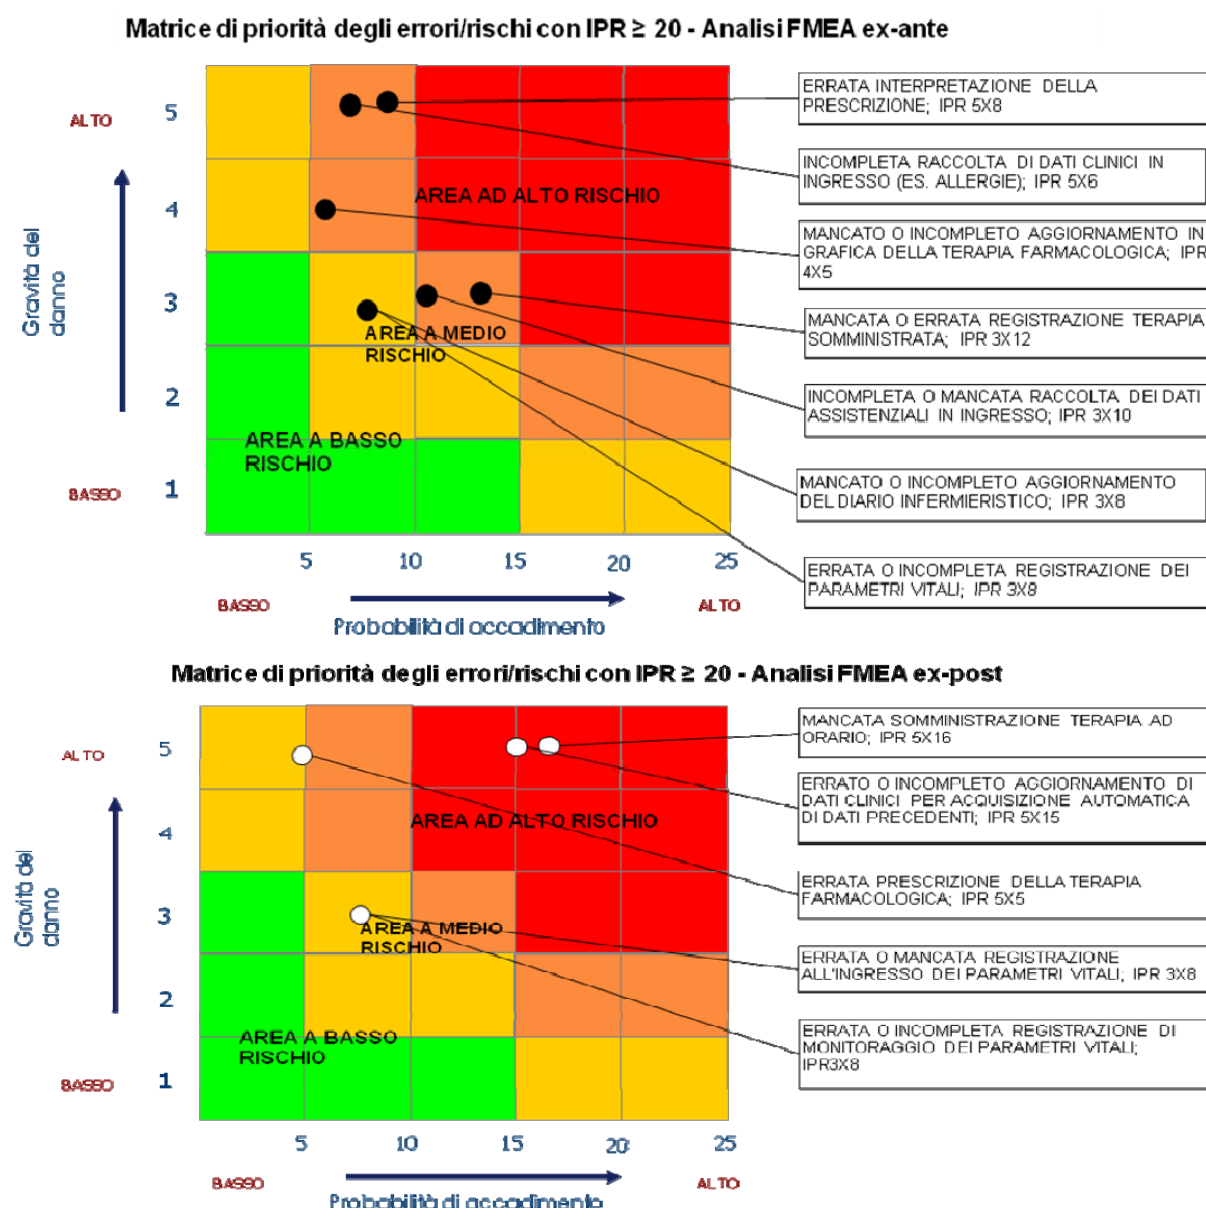 Matrice di priorità degli errori/rischi con IPR ≥ 20 - Analisi FMEA ex-ante
ALTO
Gravità del
danno
BASSO
5
4
3
2
1
AREA AD ALTO RISCHIO
AREA A MEDIO
RISCHIO
AREA A BASSO
RISCHIO
5
10
15
20
25
BASSO
ALTO
Probabilità di accadimento
ERRATA INTERPRETAZIONE DELLA
PRESCRIZIONE; IPR 5X8
INCOMPLETA RACCOLTA DI DATI CLINICI IN
INGRESSO (ES. ALLERGIE); IPR 5X6
MANCATO O INCOMPLETO AGGIORNAMENTO IN
GRAFICA DELLA TERAPIA FARMACOLOGICA; IPR
4X5
MANCATA O ERRATA REGISTRAZIONE TERAPIA
SOMMINISTRATA; IPR 3X12
INCOMPLETA O MANCATA RACCOLTA DEI DATI
ASSISTENZIALI IN INGRESSO; IPR 3X10
MANCATO O INCOMPLETO AGGIORNAMENTO
DEL DIARIO INFERMIERISTICO; IPR 3X8
ERRATA O INCOMPLETA REGISTRAZIONE DEI
PARAMETRI VITALI; IPR 3X8
Matrice di priorità degli errori/rischi con IPR ≥ 20 - Analisi FMEA ex-post
ALTO
Gravità del
danno
BASSO
5
4
3
2
1
AREA AD ALTO RISCHIO
AREA A MEDIO
RISCHIO
AREA A BASSO
RISCHIO
5
10
15
20
25
BASSO
ALTO
Probabilità di accadimento
MANCATA SOMMINISTRAZIONE TERAPIA AD
ORARIO; IPR 5X16
ERRATO O INCOMPLETO AGGIORNAMENTO DI
DATI CLINICI PER ACQUISIZIONE AUTOMATICA
DI DATI PRECEDENTI; IPR 5X15
ERRATA PRESCRIZIONE DELLA TERAPIA
FARMACOLOGICA; IPR 5X5
ERRATA O MANCATA REGISTRAZIONE
ALL'INGRESSO DEI PARAMETRI VITALI; IPR 3X8
ERRATA O INCOMPLETA REGISTRAZIONE DI
MONITORAGGIO DEI PARAMETRI VITALI;
IPR3X8